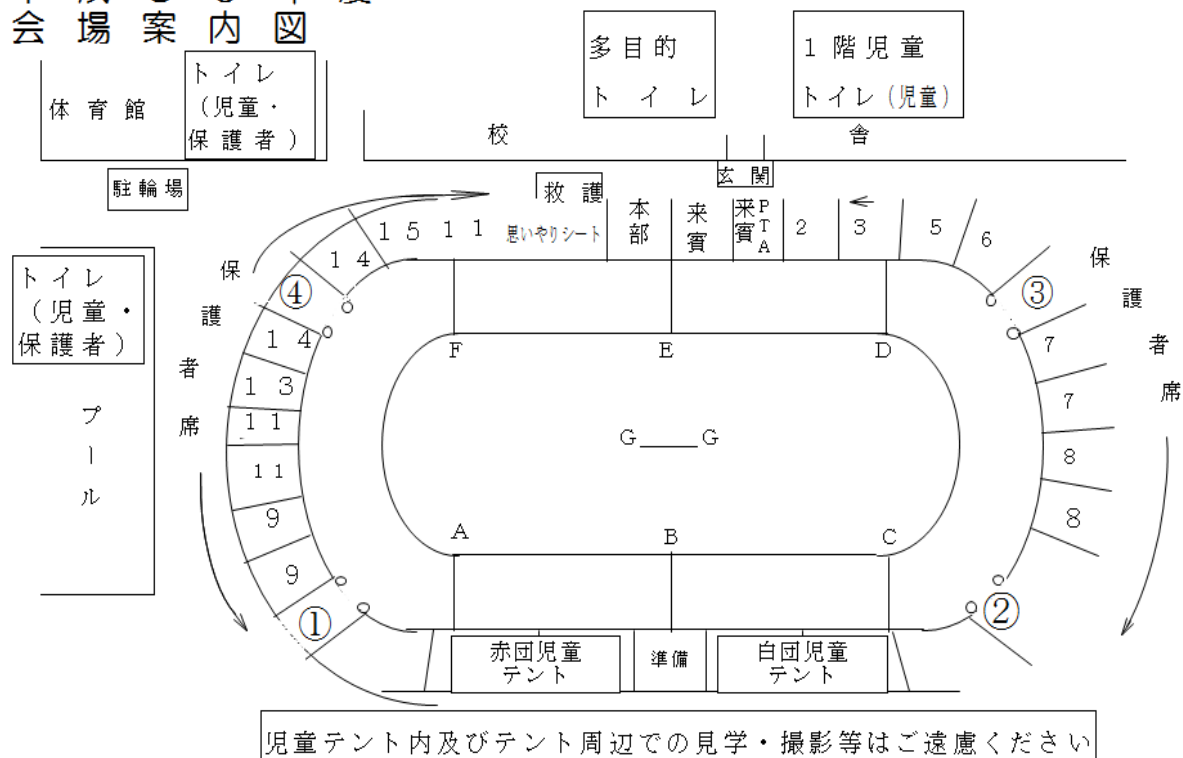 会場案内図
トイレ
(児童・
保護者)
体育館
多目的
トイレ
1階児童
トイレ(児童)
校舎
駐輪場
玄関
救護
15 11
思いやりシート
本部
来賓
来賓PTA
2
3
5
6
14
④
保護者席
14
13
11
11
9
9
①
トイレ
(児童・
保護者)
プール
③
保護者席
7
7
8
8
②
F E D
G G
A B C
赤団児童
テント
準備
白団児童
テント
児童テント内及びテント周辺での見学・撮影等はご遠慮ください